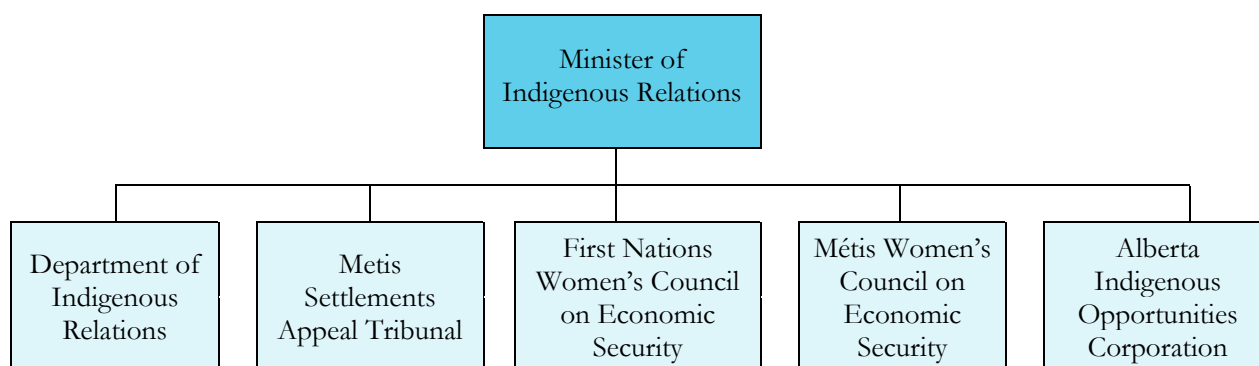 Minister of
Indigenous Relations
Department of
Indigenous
Relations
Metis
Settlements
Appeal Tribunal
First Nations
Women’s Council
on Economic
Security
Métis Women’s
Council on
Economic
Security
Alberta
Indigenous
Opportunities
Corporation